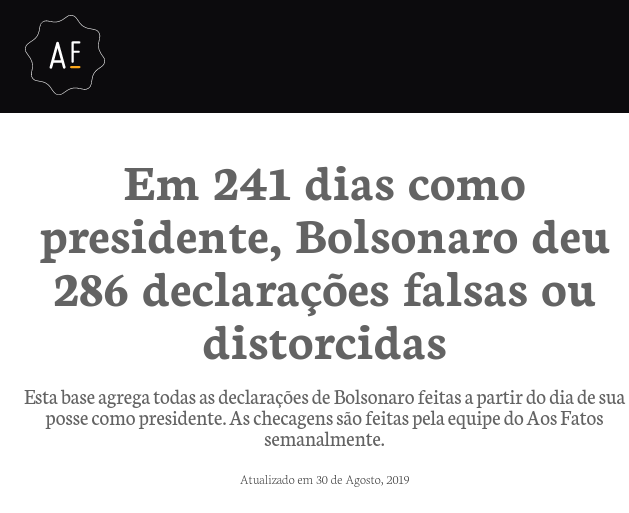 AF
Em 241 dias como
presidente, Bolsonaro deu
286 declarações falsas ou
distorcidas
Esta base agrega todas as declarações de Bolsonaro feitas a partir do dia de sua
posse como presidente. As checagens são feitas pela equipe do Aos Fatos
semanalmente.
Atualizado em 30 de Agosto, 2019